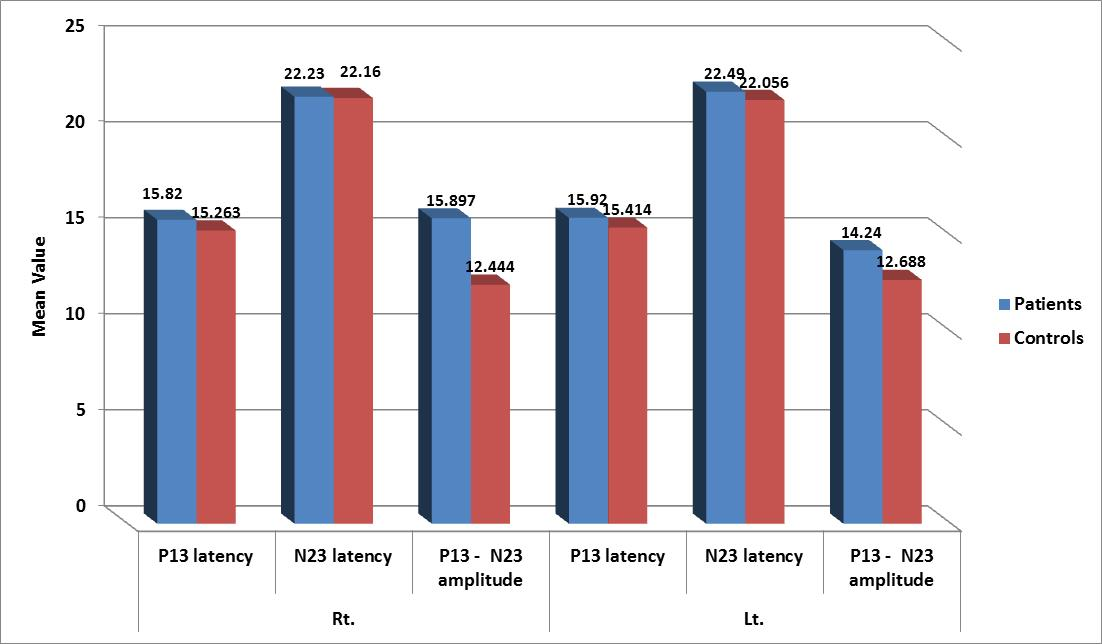 25
20
15
10
5
0
Mean Value
15.82
15.263
22.23
22.16
15.897
12.444
15.92
15.414
22.49
22.056
14.24
12.688
P13 latency
N23 latency
P13 - N23
amplitude
P13 latency
N23 latency
P13 - N23
amplitude
Rt.
Lt.
Patients
Controls